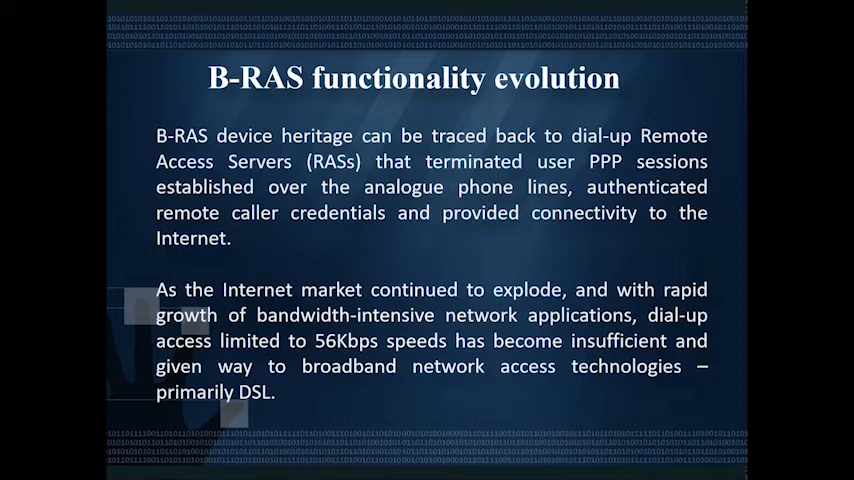 B-RAS functionality evolution
B-RAS device heritage can be traced back to dial-up Remote
Access Servers (RASs) that terminated user PPP sessions
established over the analogue phone lines, authenticated
remote caller credentials and provided connectivity to the
Internet.
As the Internet market continued to explode, and with rapid
growth of bandwidth-intensive network applications, dial-up
access limited to 56Kbps speeds has become insufficient and
given way to broadband network access technologies –
primarily DSL.